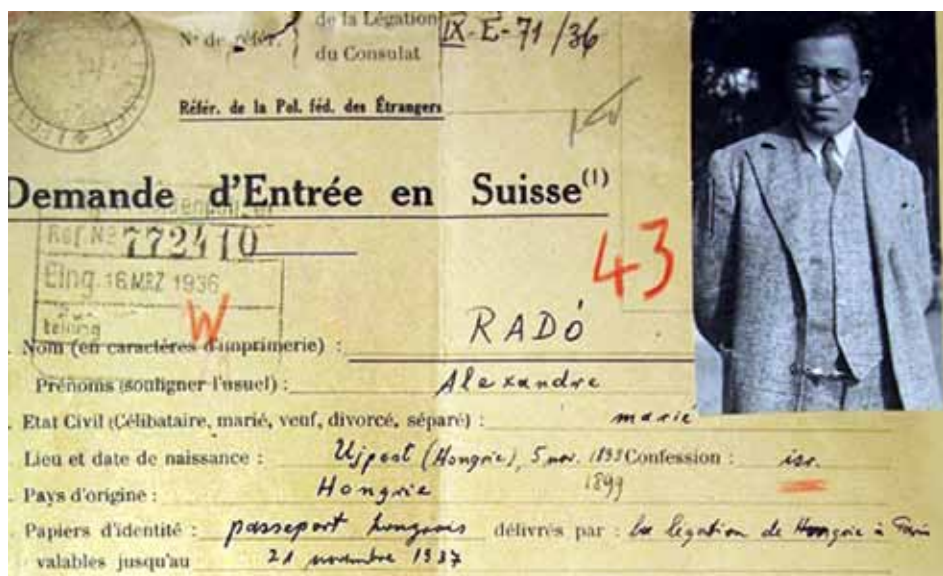 N° de référ.
de la Légation
du Consulat
IX-E-71/36
Référ. de la Pol. féd. des Étrangers
Demande d'Entrée en Suisse(1)
Ref. № 772410
Eing. 16. MRZ 1936
43
W
Nom (en caractères d'imprimerie) : RADÓ
Prénoms (souligner l'usuel) : Alexandre
Etat Civil (Célibataire, marié, veuf, divorcé, séparé) : marié
Lieu et date de naissance : Ujpest (Hongrie), 5 nov. 1899 Confession : isr.
1899
Pays d'origine : Hongrie
Papiers d'identité : passeport hongrois délivrés par : la légation de Hongrie à Paris
valables jusqu'au 21 novembre 1937